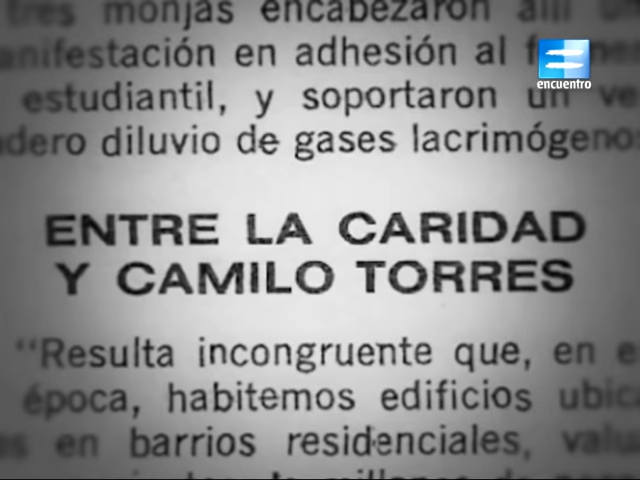 tres monjas encabezaron allí
manifestación en adhesión al
encuentro
estudiantil, y soportaron un
dero diluvio de gases lacrimógenos
ENTRE LA CARIDAD
Y CAMILO TORRES
"Resulta incongruente que, en
época, habitemos edificios
en barrios residenciales,